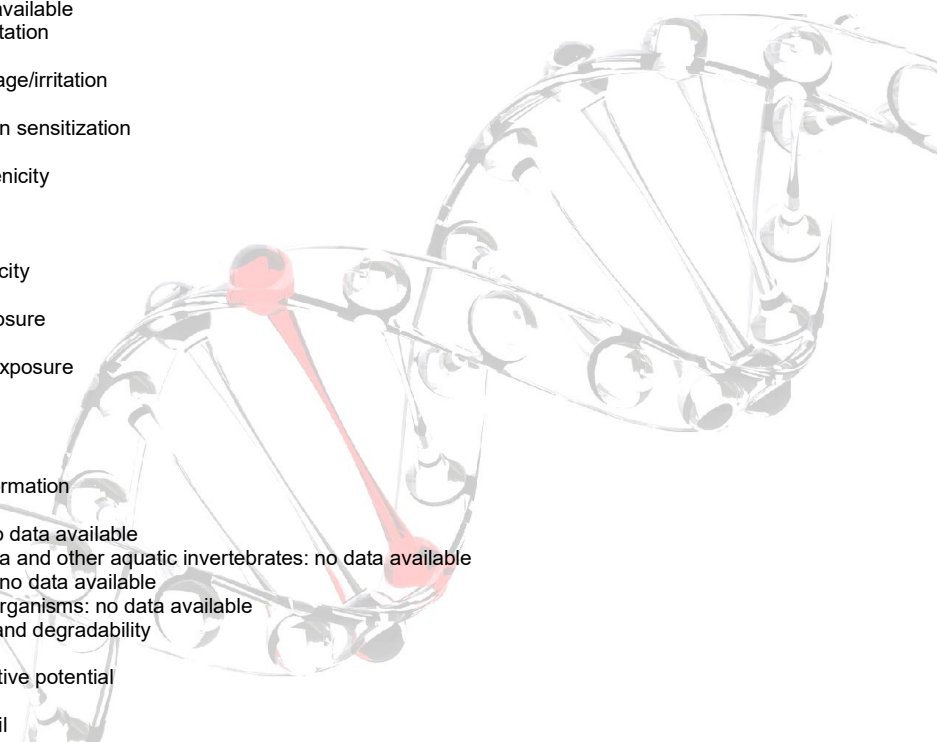 available
tation
age/irritation
n sensitization
enicity
city
osure
xposure
rmation
o data available
a and other aquatic invertebrates: no data available
no data available
rganisms: no data available
and degradability
tive potential
il